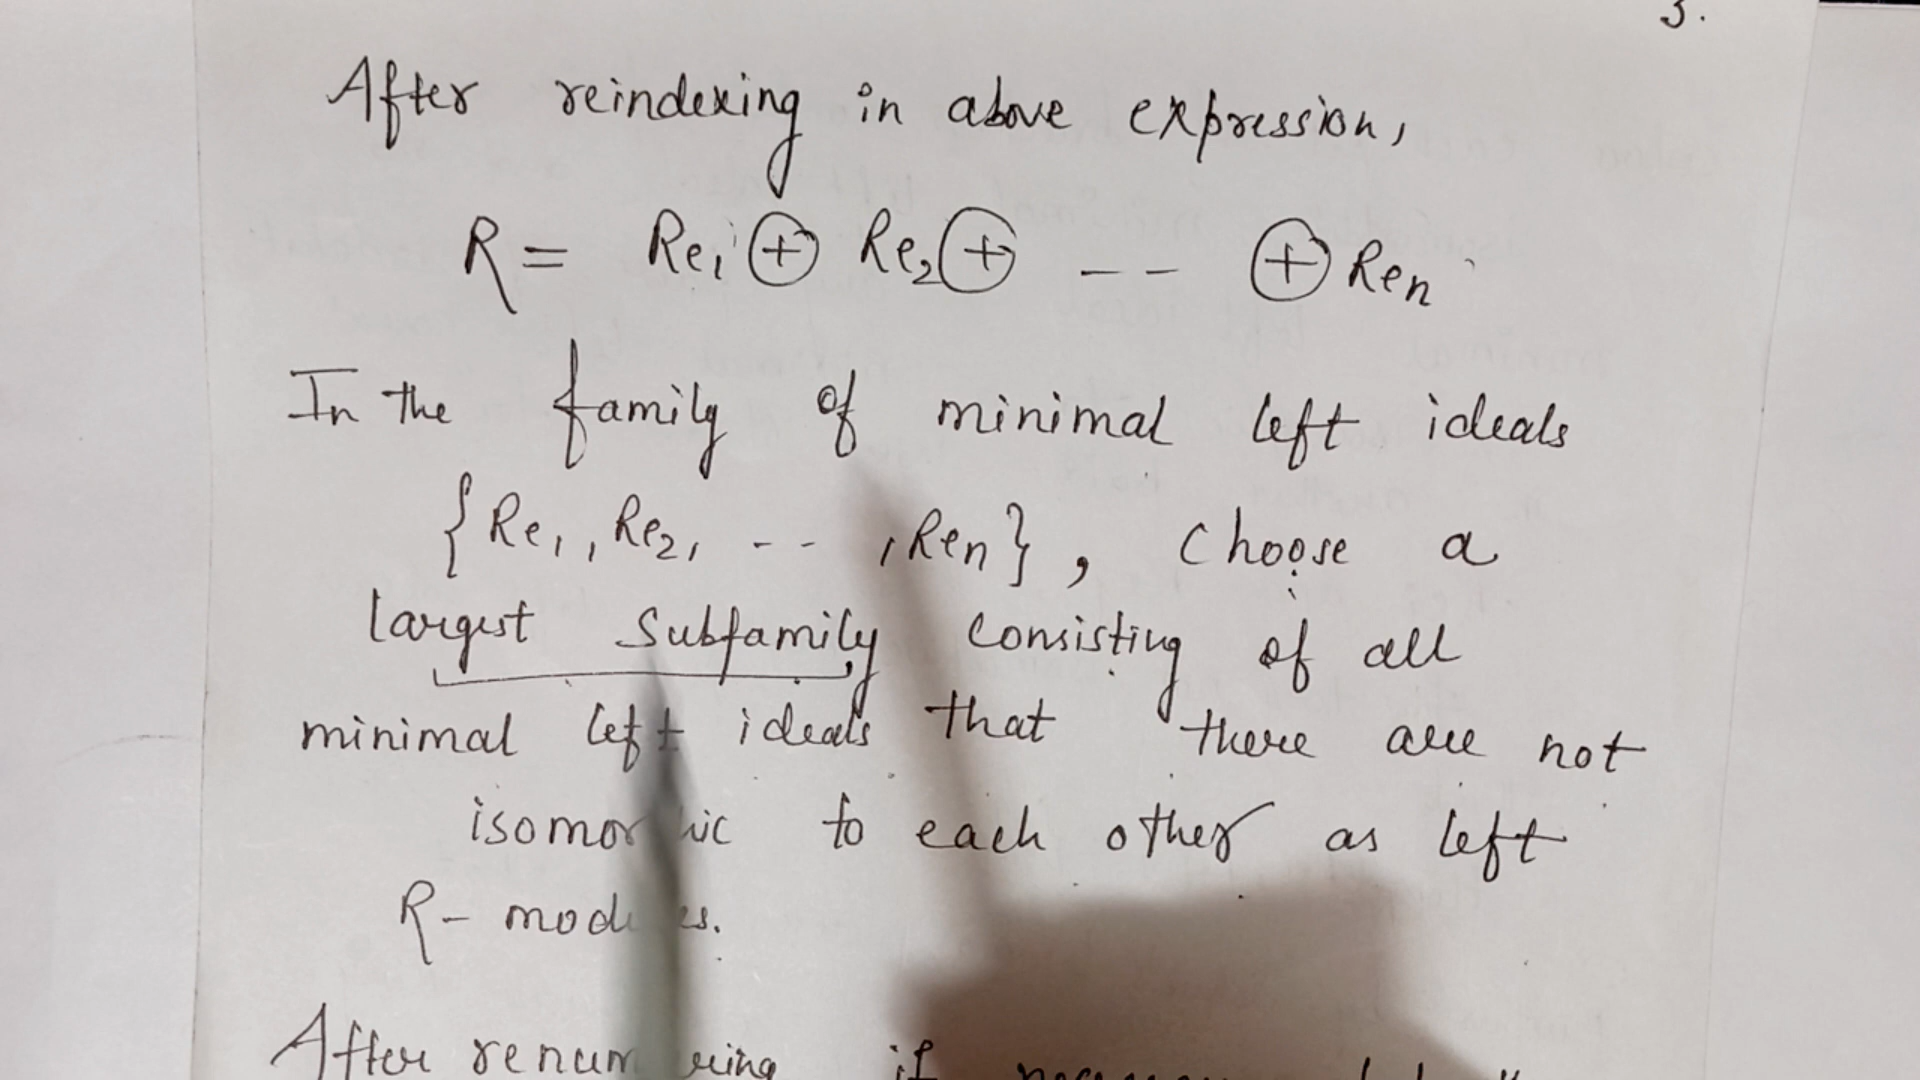 After reindexing in above expression,
R = Re₁ ⊕ Re₂ ⊕ -- ⊕ Ren
In the family of minimal left ideals
{Re₁, Re₂, -- , Ren}, Choose a
largest Subfamily consisting of all
minimal left ideals that there are not
to each other as left
R-
After if